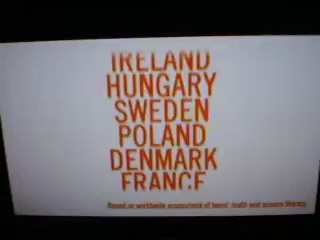 IRELAND
HUNGARY
SWEDEN
POLAND
DENMARK
FRANCE
Based on worldwide assessment of teens' math and science literacy